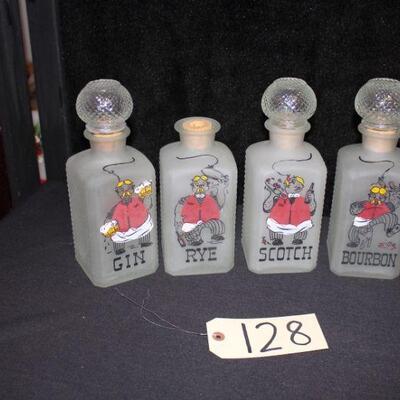 GIN
RYE
SCOTCH
BOURBON
128